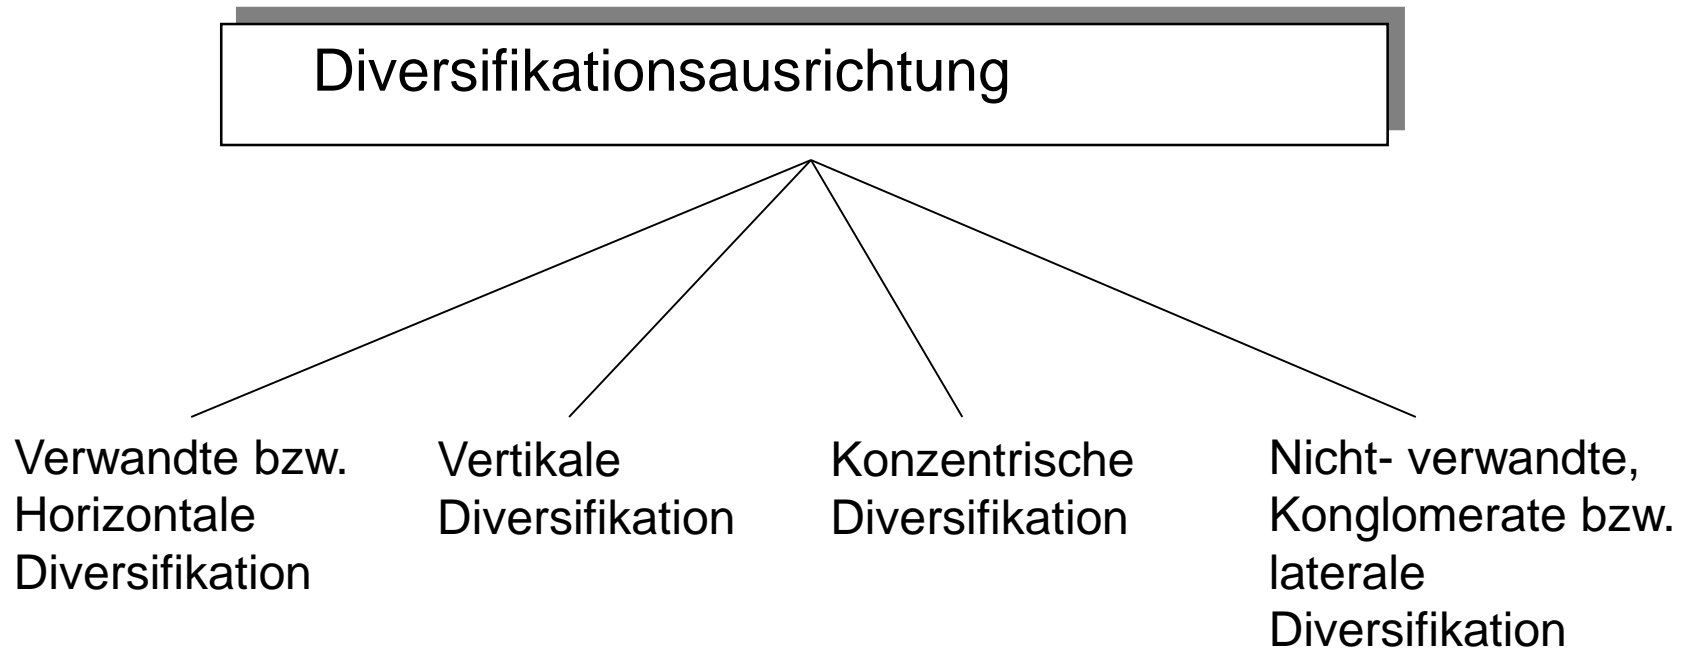 Diversifikationsausrichtung
Verwandte bzw.
Horizontale
Diversifikation
Vertikale
Diversifikation
Konzentrische
Diversifikation
Nicht- verwandte,
Konglomerate bzw.
laterale
Diversifikation